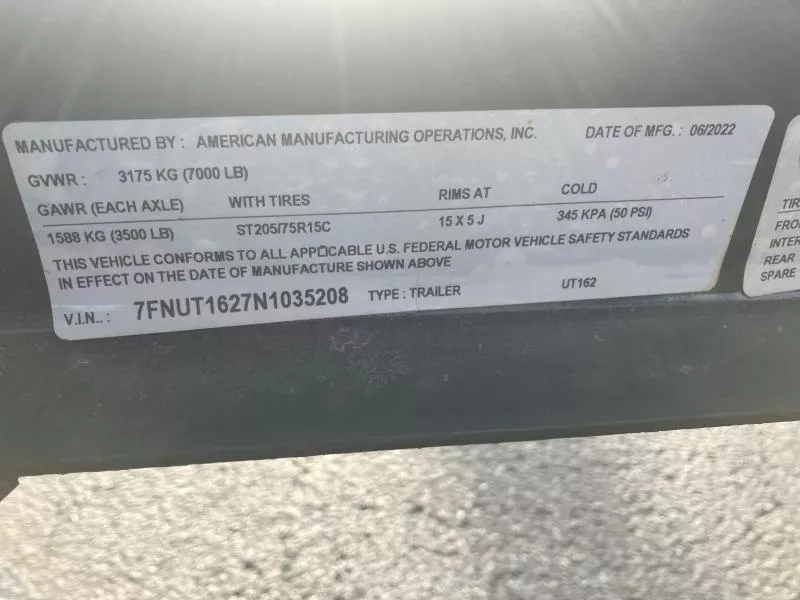 MANUFACTURED BY : AMERICAN MANUFACTURING OPERATIONS, INC. DATE OF MFG. : 06/2022
GVWR : 3175 KG (7000 LB)
GAWR (EACH AXLE) WITH TIRES RIMS AT COLD
1588 KG (3500 LB) ST205/75R15C 15 X 5 J 345 KPA (50 PSI)
THIS VEHICLE CONFORMS TO ALL APPLICABLE U.S. FEDERAL MOTOR VEHICLE SAFETY STANDARDS
IN EFFECT ON THE DATE OF MANUFACTURE SHOWN ABOVE
V.I.N.. : 7FNUT1627N1035208 TYPE : TRAILER UT162
REAR
SPARE